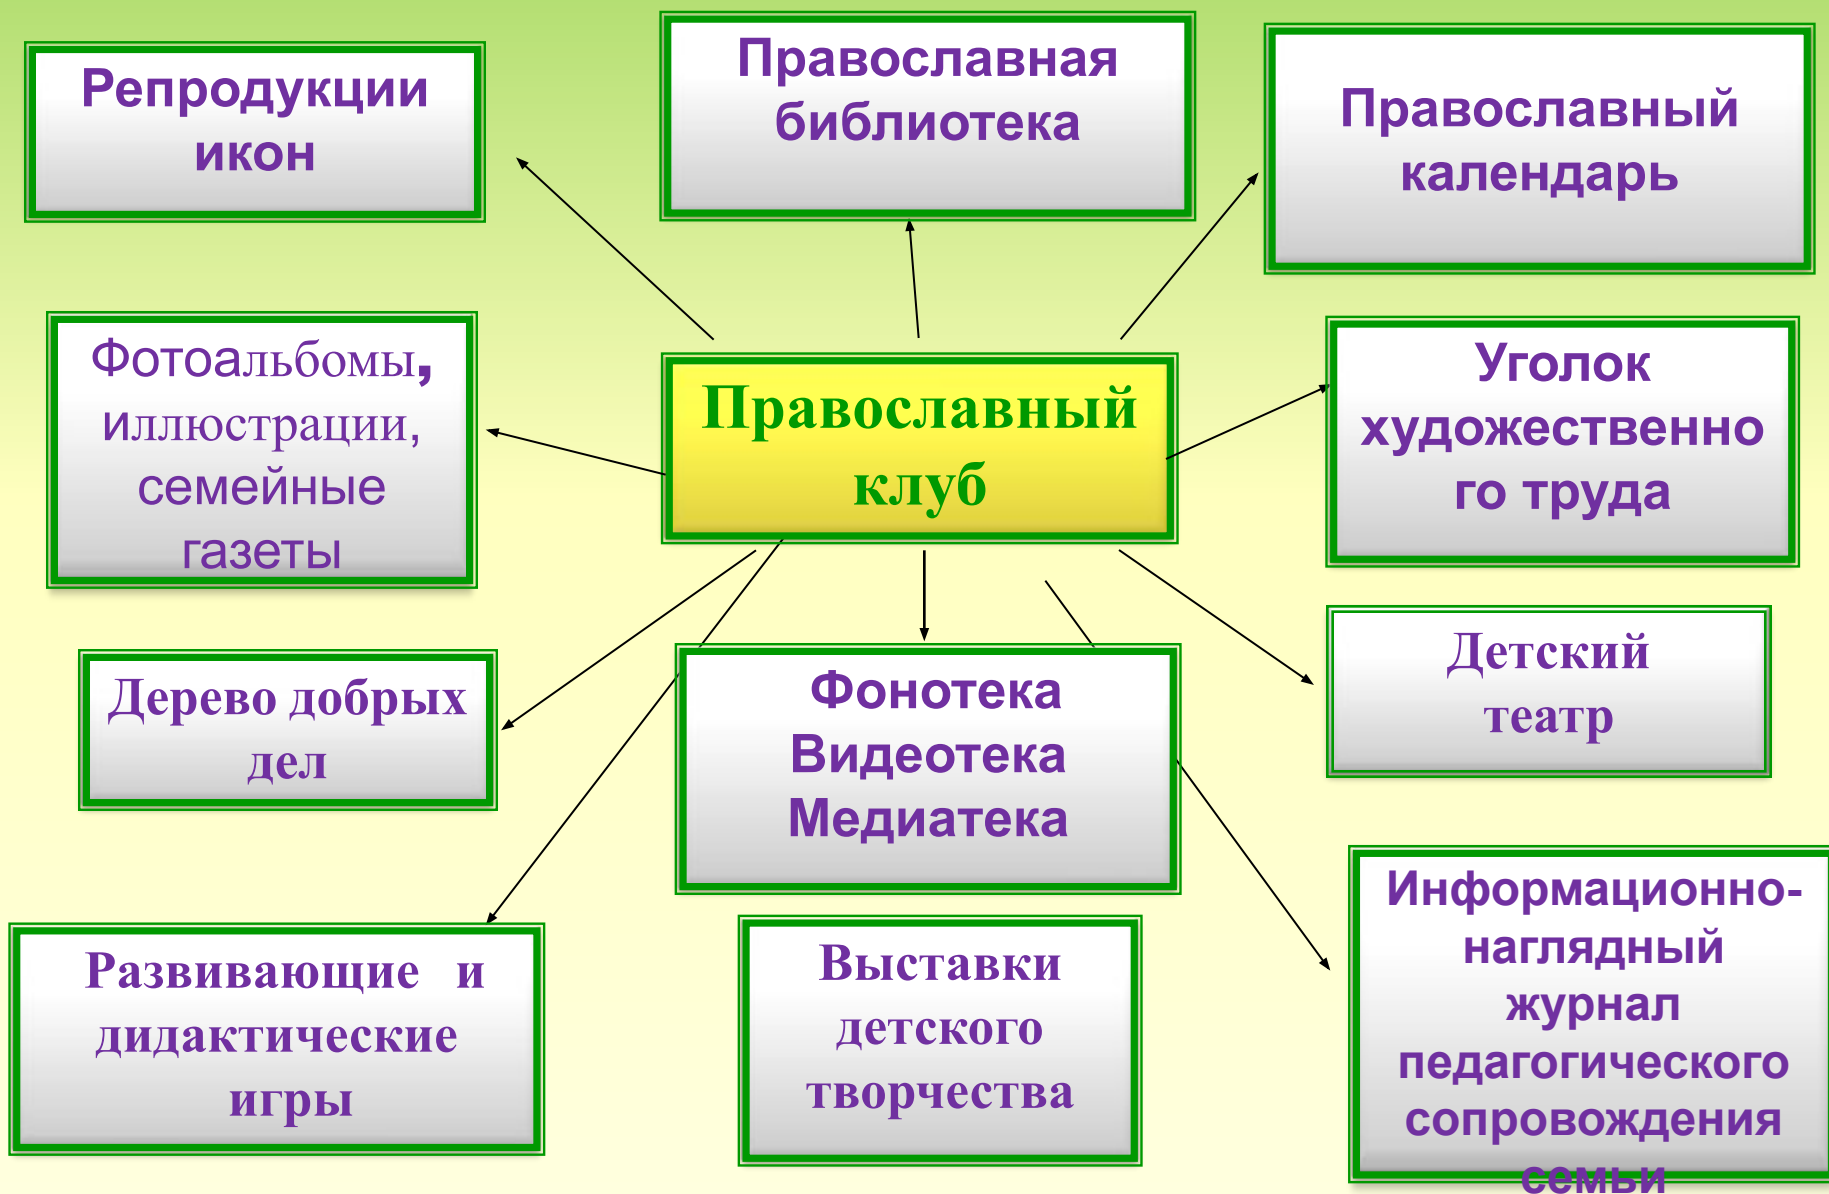 Репродукции
икон
Православная
библиотека
Православный
календарь
Фотоальбомы,
иллюстрации,
семейные
газеты
Православный
клуб
Уголок
художественно
го труда
Дерево добрых
дел
Фонотека
Видеотека
Медиатека
Детский
театр
Развивающие и
дидактические
игры
Выставки
детского
творчества
Информационно-
наглядный
журнал
педагогического
сопровождения
семьи